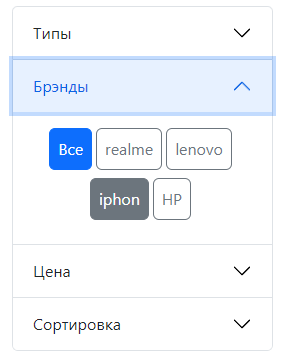 Типы
Брэнды
Все realme lenovo
iphon HP
Цена
Сортировка